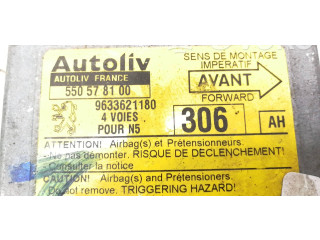 Autoliv
AUTOLIV FRANCE
550 57 81 00
9633621180
4 VOIES
POUR N5
SENS DE MONTAGE
IMPERATIF
AVANT
FORWARD
306
AH
ATTENTION! Airbag(s) et Prétensionneurs
- Ne pas démonter. RISQUE DE DECLENCHEMENT!
- Consulter la notice
CAUTION! Airbag(s) and Pretensioners
- Do not remove. TRIGGERING HAZARD!